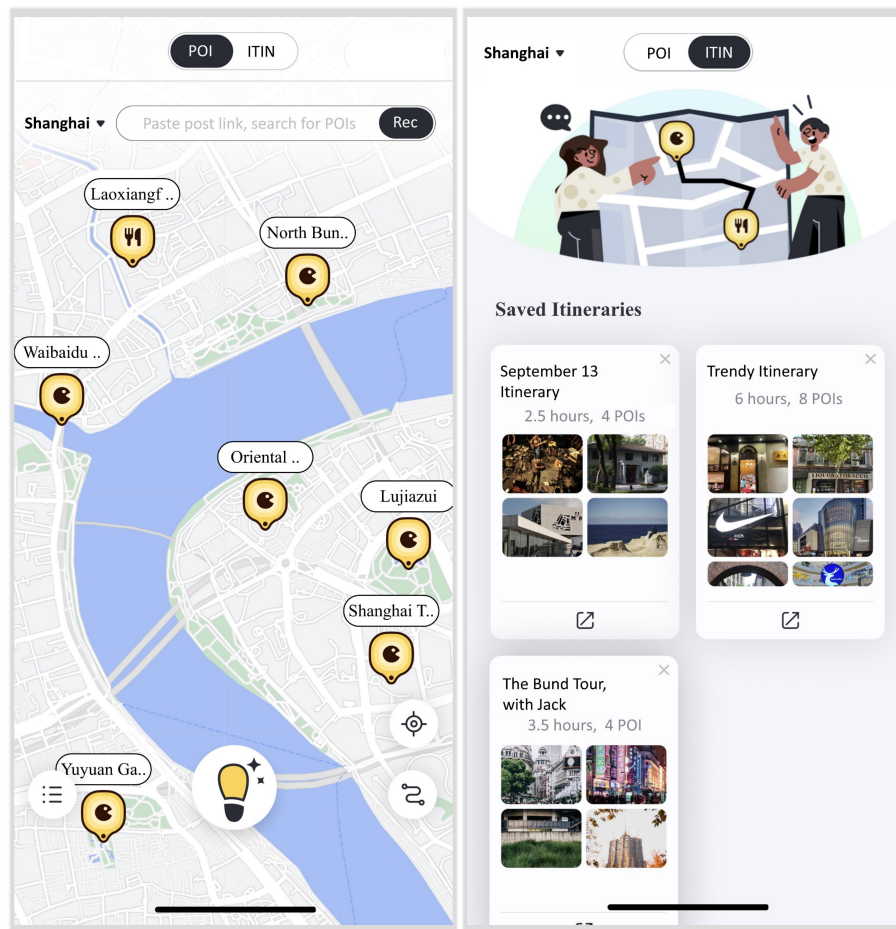 POI ITIN
Shanghai
Paste post link, search for POIs
Rec
Laoxiangf ..
North Bun..
Waibaidu ..
Oriental ..
Lujiazui
Shanghai T..
Yuyuan Ga..
Shanghai
POI ITIN
Saved Itineraries
September 13
Itinerary
2.5 hours, 4 POIs
Trendy Itinerary
6 hours, 8 POIs
LIQUOR TOBACCO
The Bund Tour,
with Jack
3.5 hours, 4 POI